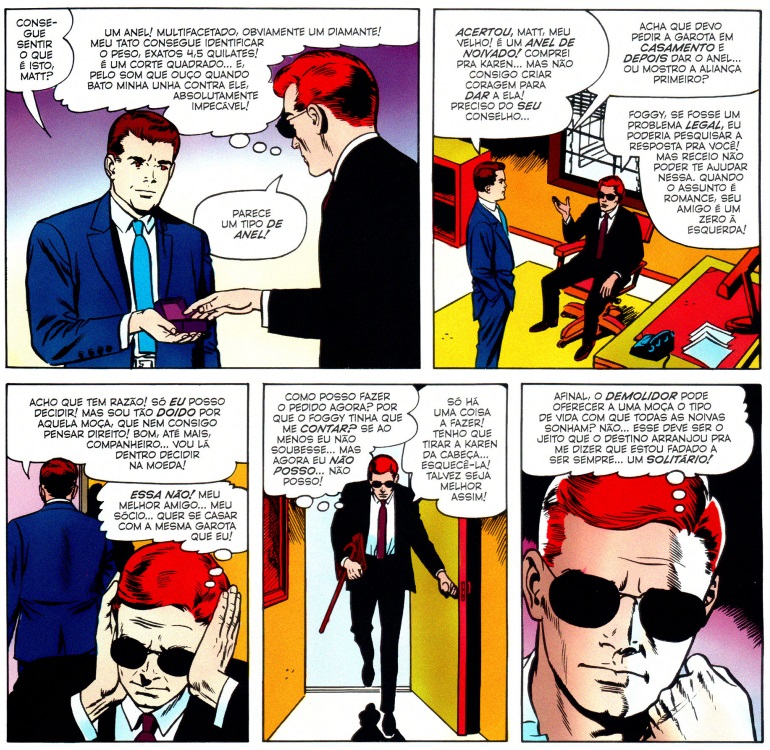 CONSE-
GUE
SENTIR
O QUE
É ISTO,
MATT?
UM ANEL! MULTIFACETADO, OBVIAMENTE UM DIAMANTE!
MEU TATO CONSEGUE IDENTIFICAR
O PESO, EXATOS 4,5 QUILATES!
É UM CORTE QUADRADO... E,
PELO SOM QUE OUÇO QUANDO
BATO MINHA UNHA CONTRA ELE,
ABSOLUTAMENTE
IMPECÁVEL!
PARECE
UM TIPO DE
ANEL!
ACERTOU, MATT, MEU
VELHO! É UM ANEL DE
NOIVADO! COMPREI
PRA KAREN... MAS NÃO
CONSIGO CRIAR
CORAGEM PARA
DAR A ELA!
PRECISO DO SEU
CONSELHO...
ACHA QUE DEVO
PEDIR A GAROTA EM
CASAMENTO E
DEPOIS DAR O ANEL...
OU MOSTRO A ALIANÇA
PRIMEIRO?
FOGGY, SE FOSSE UM
PROBLEMA LEGAL, EU
PODERIA PESQUISAR A
RESPOSTA PRA VOCÊ!
MAS RECEIO NÃO
PODER TE AJUDAR
NESSA. QUANDO
O ASSUNTO É
ROMANCE, SEU
AMIGO É UM
ZERO À
ESQUERDA!
ACHO QUE TEM RAZÃO! SÓ EU POSSO
DECIDIR! MAS SOU TÃO DOIDO POR
AQUELA MOÇA, QUE NEM CONSIGO
PENSAR DIREITO! BOM, ATÉ MAIS,
COMPANHEIRO... VOU LÁ
DENTRO DECIDIR
NA MOEDA!
ESSA NÃO! MEU
MELHOR AMIGO... MEU
SÓCIO... QUER SE CASAR
COM A MESMA GAROTA
QUE EU!
COMO POSSO FAZER
O PEDIDO AGORA? POR
QUE O FOGGY TINHA QUE
ME CONTAR? SE AO
MENOS EU NÃO
SOUBESSE... MAS
AGORA EU NÃO
POSSO... NÃO
POSSO!
SÓ HÁ
UMA COISA
A FAZER!
TENHO QUE
TIRAR A KAREN
DA CABEÇA...
ESQUECÊ-LA!
TALVEZ SEJA
MELHOR
ASSIM!
AFINAL, O DEMOLIDOR PODE
OFERECER A UMA MOÇA O TIPO
DE VIDA COM QUE TODAS AS NOIVAS
SONHAM? NÃO... ESSE DEVE SER O
JEITO QUE O DESTINO ARRANJOU PRA
ME DIZER QUE ESTOU FADADO A
SER SEMPRE... UM SOLITÁRIO!